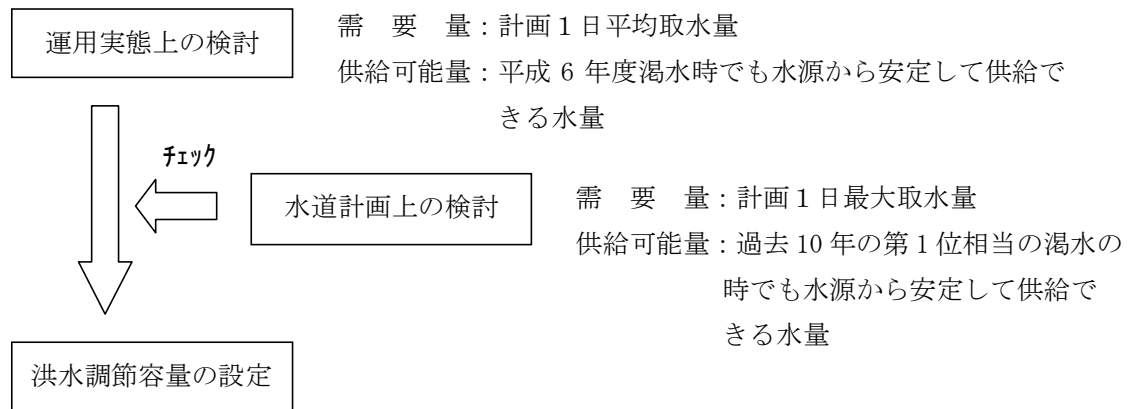 運用実態上の検討
需　要　量：計画１日平均取水量
供給可能量：平成 6 年度渇水時でも水源から安定して供給で
きる水量
ﾁｪｯｸ
水道計画上の検討
需　要　量：計画１日最大取水量
供給可能量：過去 10 年の第 1 位相当の渇水の
時でも水源から安定して供給で
きる水量
洪水調節容量の設定